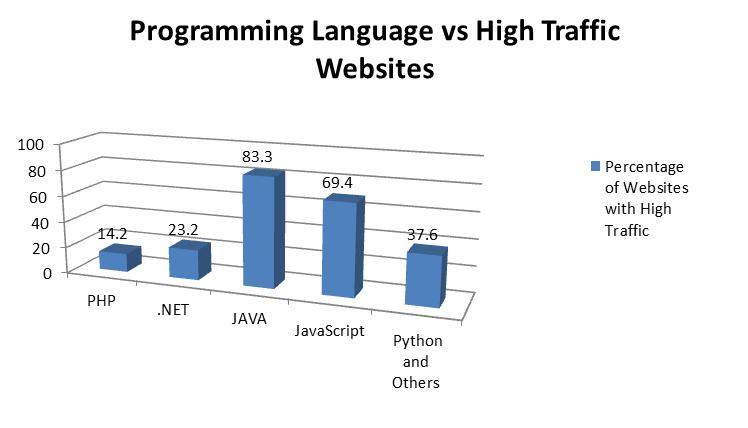 Programming Language vs High Traffic
Websites
100
80
60
40
20
0
14.2
23.2
83.3
69.4
37.6
PHP
.NET
JAVA
JavaScript
Python
and
Others
Percentage
of Websites
with High
Traffic